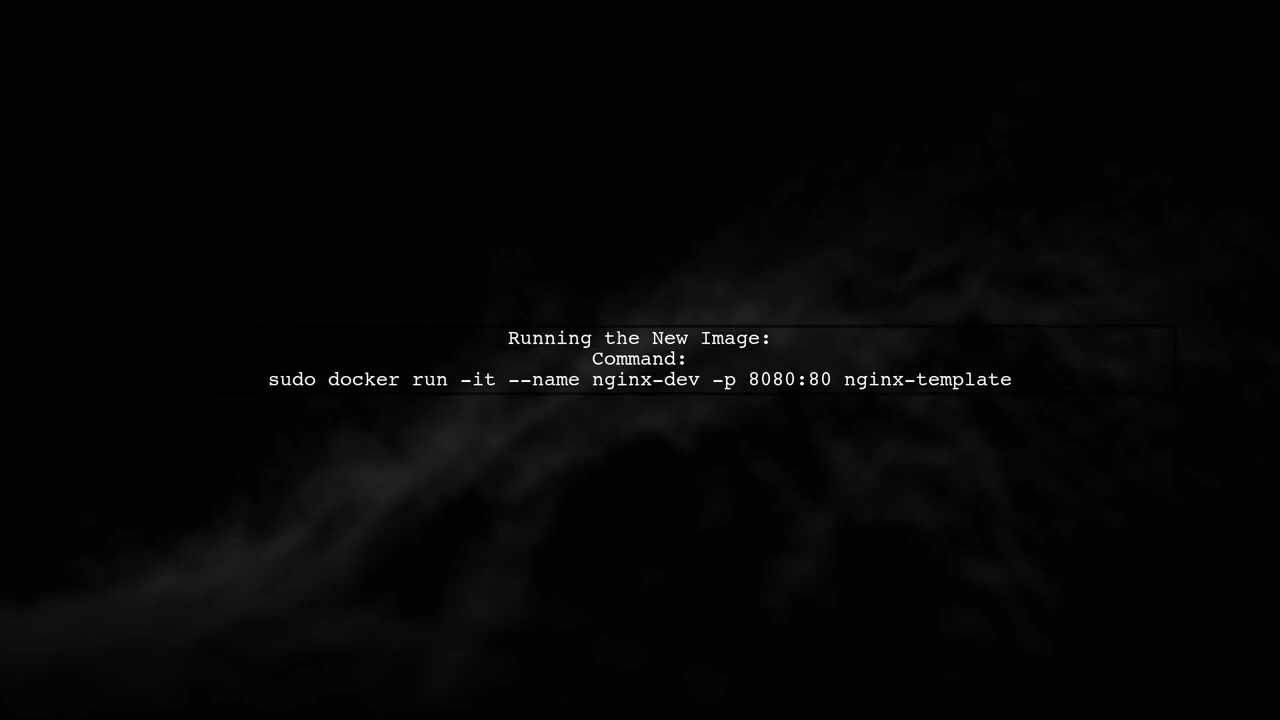 Running the New Image:
Command:
sudo docker run -it --name nginx-dev -p 8080:80 nginx-template